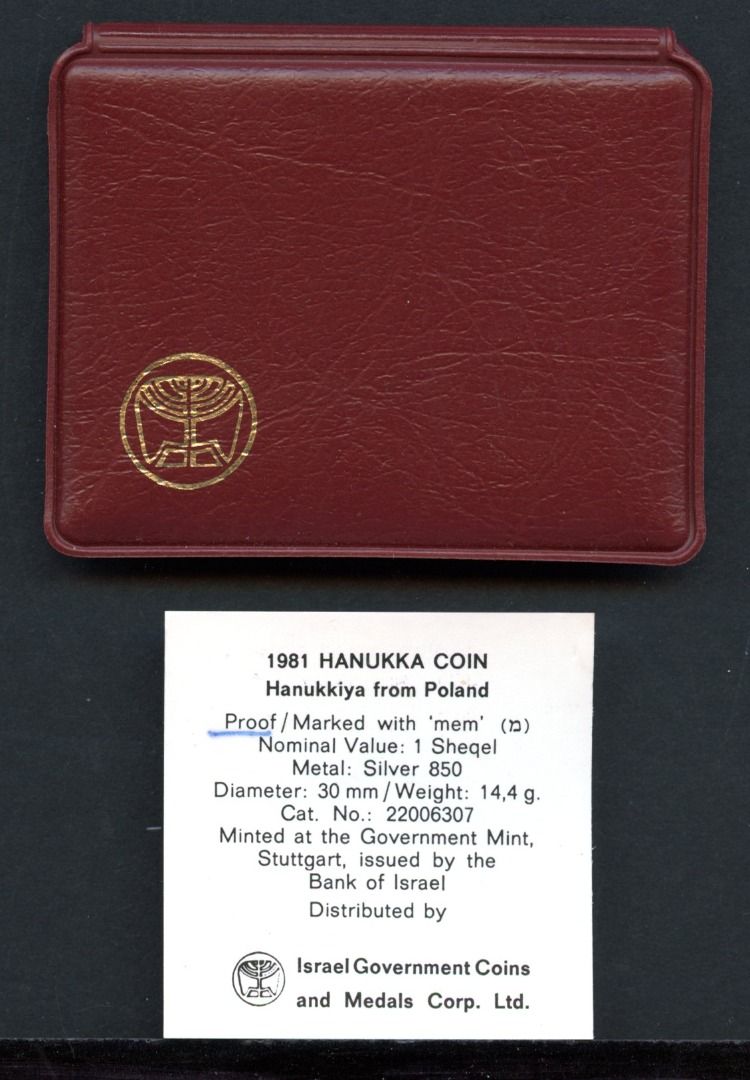 1981 HANUKKA COIN
Hanukkiya from Poland
Proof/Marked with 'mem' (מ)
Nominal Value: 1 Sheqel
Metal: Silver 850
Diameter: 30 mm/Weight: 14,4 g.
Cat. No.: 22006307
Minted at the Government Mint,
Stuttgart, issued by the
Bank of Israel
Distributed by
Israel Government Coins
and Medals Corp. Ltd.